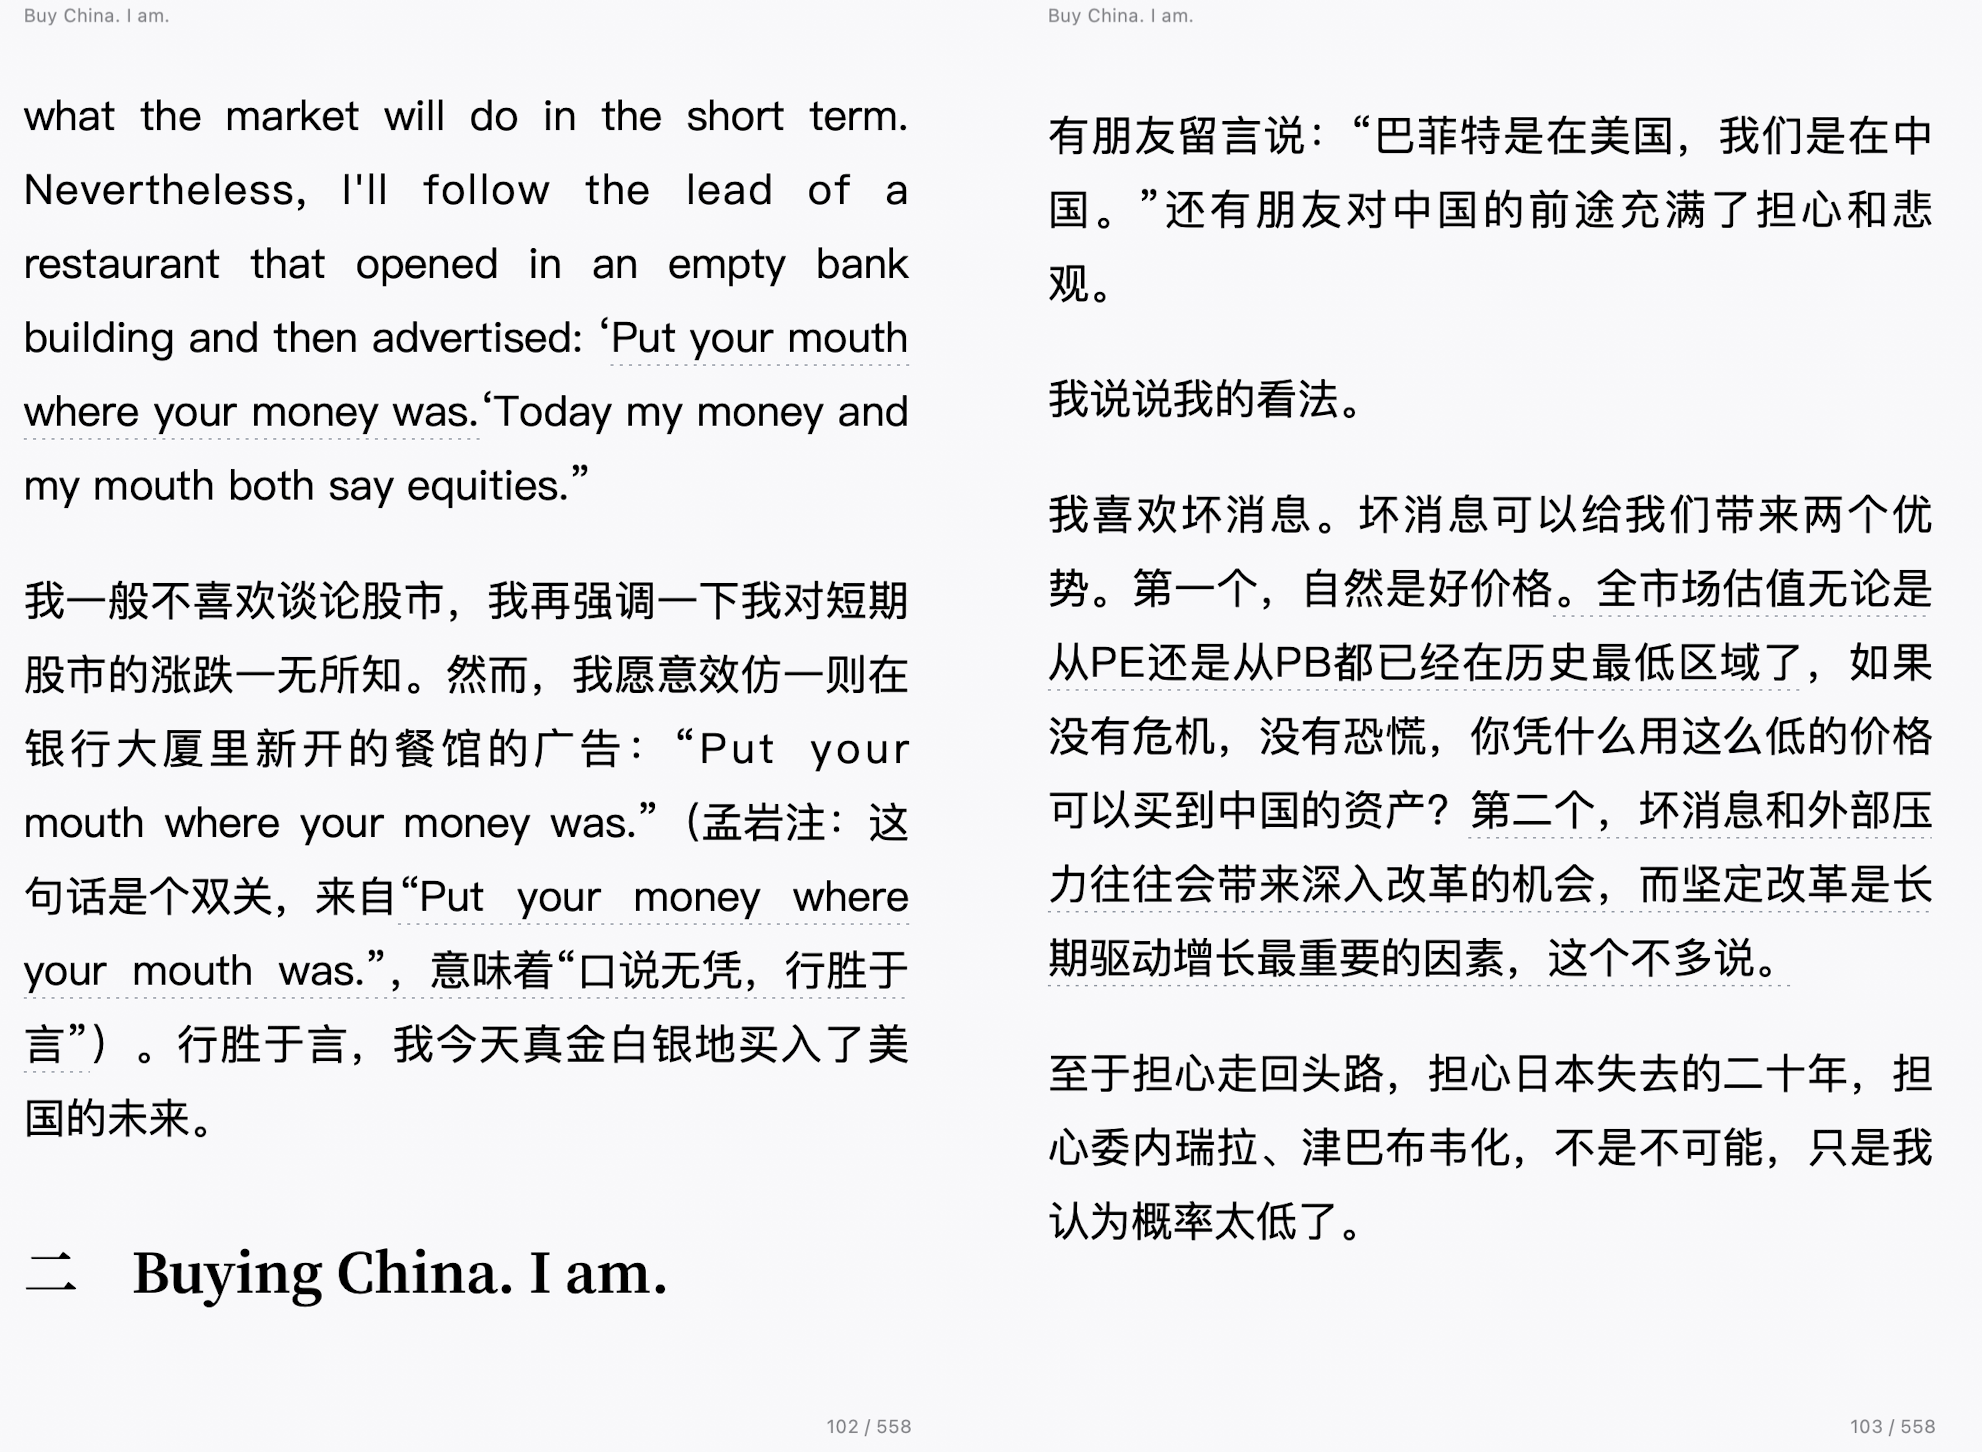 Buy China. I am.
what the market will do in the short term.
Nevertheless, I'll follow the lead of a
restaurant that opened in an empty bank
building and then advertised: ‘Put your mouth
where your money was.‘Today my money and
my mouth both say equities.”
我一般不喜欢谈论股市，我再强调一下我对短期
股市的涨跌一无所知。然而，我愿意效仿一则在
银行大厦里新开的餐馆的广告：“Put your
mouth where your money was.”（孟岩注：这
句话是个双关，来自“Put your money where
your mouth was.”，意味着“口说无凭，行胜于
言”）。行胜于言，我今天真金白银地买入了美
国的未来。
二 Buying China. I am.
102 / 558
Buy China. I am.
有朋友留言说：“巴菲特是在美国，我们是在中
国。”还有朋友对中国的前途充满了担心和悲
观。
我说说我的看法。
我喜欢坏消息。坏消息可以给我们带来两个优
势。第一个，自然是好价格。全市场估值无论是
从PE还是从PB都已经在历史最低区域了，如果
没有危机，没有恐慌，你凭什么用这么低的价格
可以买到中国的资产？第二个，坏消息和外部压
力往往会带来深入改革的机会，而坚定改革是长
期驱动增长最重要的因素，这个不多说。
至于担心走回头路，担心日本失去的二十年，担
心委内瑞拉、津巴布韦化，不是不可能，只是我
认为概率太低了。
103 / 558